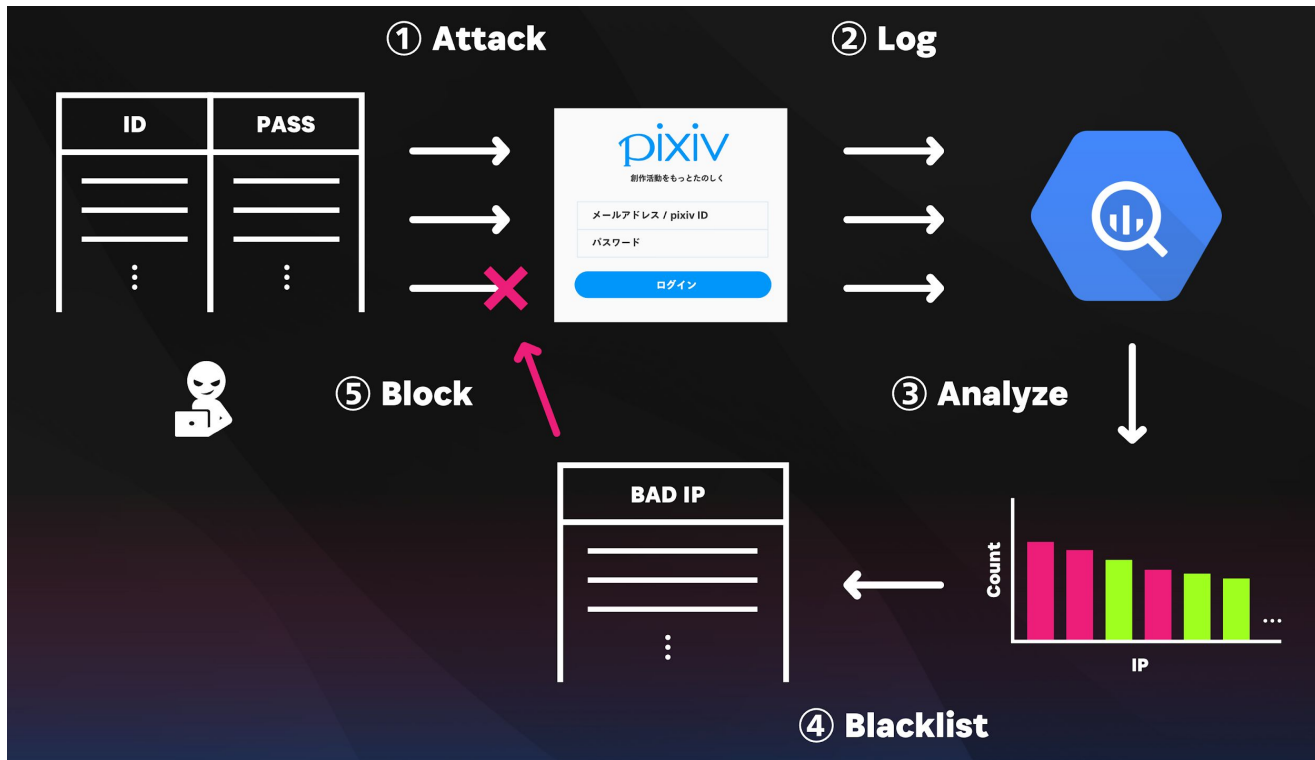 ① Attack
② Log
ID
PASS
pixiv
創作活動をもっとたのしく
メールアドレス / pixiv ID
パスワード
ログイン
⑤ Block
③ Analyze
BAD IP
Count
...
IP
④ Blacklist